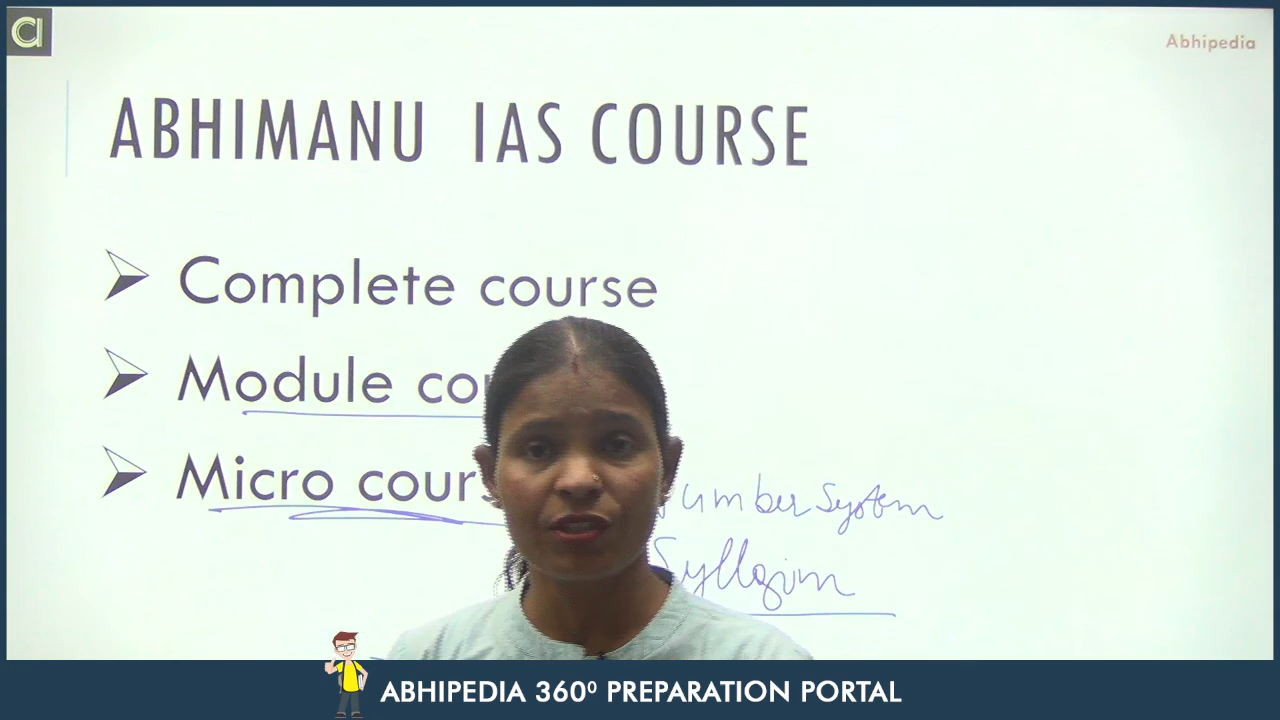 a
Abhipedia
ABHIMANU IAS COURSE
Complete course
Module co
Micro cours
umber System
Syllogism
ABHIPEDIA 360⁰ PREPARATION PORTAL